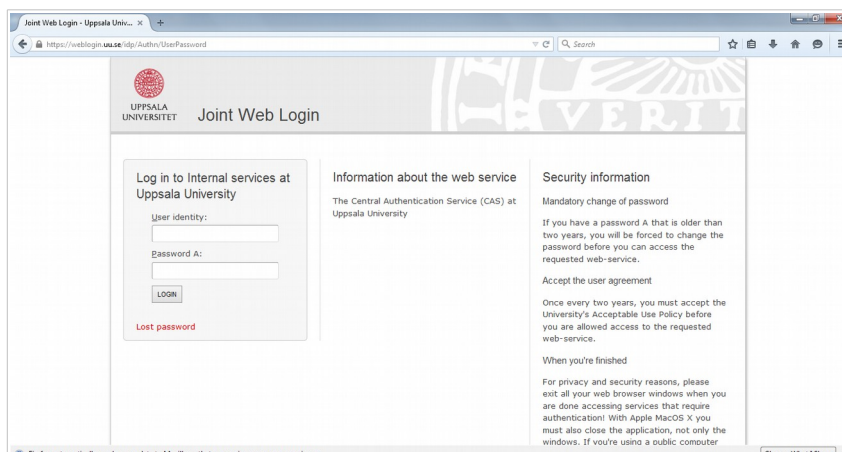 Joint Web Login - Uppsala Univ...
https://weblogin.uu.se/idp/Authn/UserPassword
Search
UPPSALA
UNIVERSITET
Joint Web Login
VERIT
Log in to Internal services at
Uppsala University
User identity:
Password A:
LOGIN
Lost password
Information about the web service
The Central Authentication Service (CAS) at
Uppsala University
Security information
Mandatory change of password
If you have a password A that is older than
two years, you will be forced to change the
password before you can access the
requested web-service.
Accept the user agreement
Once every two years, you must accept the
University's Acceptable Use Policy before
you are allowed access to the requested
web-service.
When you're finished
For privacy and security reasons, please
exit all your web browser windows when you
are done accessing services that require
authentication! With Apple MacOS X you
must also close the application, not only the
windows. If you're using a public computer